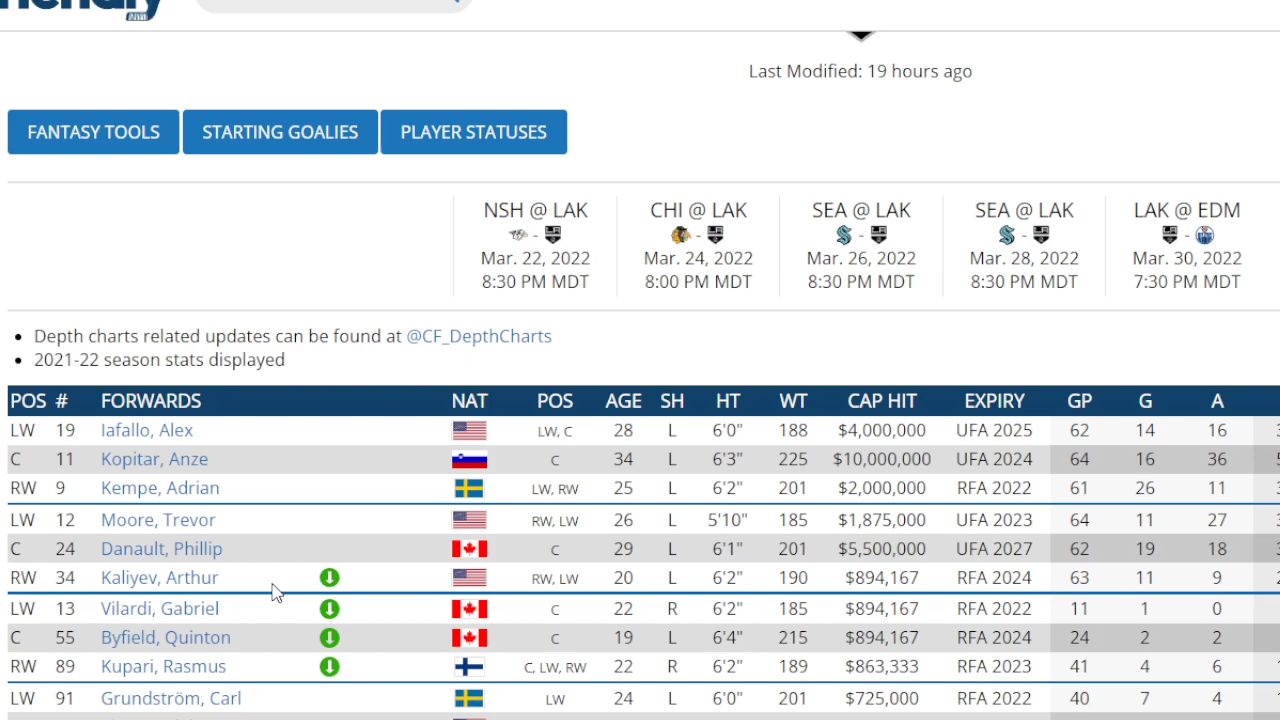 Last Modified: 19 hours ago
FANTASY TOOLS STARTING GOALIES PLAYER STATUSES
NSH @ LAK CHI @ LAK SEA @ LAK SEA @ LAK LAK @ EDM
Mar. 22, 2022 Mar. 24, 2022 Mar. 26, 2022 Mar. 28, 2022 Mar. 30, 2022
8:30 PM MDT 8:00 PM MDT 8:30 PM MDT 8:30 PM MDT 7:30 PM MDT
Depth charts related updates can be found at @CF_DepthCharts
2021-22 season stats displayed
POS # FORWARDS NAT POS AGE SH HT WT CAP HIT EXPIRY GP G A
LW 19 Iafallo, Alex LW, C 28 L 6'0" 188 $4,000,000 UFA 2025 62 14 16
C 11 Kopitar, Anze C 34 L 6'3" 225 $10,000,000 UFA 2024 64 16 36
RW 9 Kempe, Adrian LW, RW 25 L 6'2" 201 $2,000,000 RFA 2022 61 26 11
LW 12 Moore, Trevor RW, LW 26 L 5'10" 185 $1,875,000 UFA 2023 64 11 27
C 24 Danault, Phillip C 29 L 6'1" 201 $5,500,000 UFA 2027 62 19 18
RW 34 Kaliyev, Arthur RW, LW 20 L 6'2" 190 $894,167 RFA 2024 63 11 9
LW 13 Vilardi, Gabriel C 22 R 6'2" 185 $894,167 RFA 2022 11 1 0
C 55 Byfield, Quinton C 19 L 6'4" 215 $894,167 RFA 2024 24 2 2
RW 89 Kupari, Rasmus C, LW, RW 22 R 6'2" 189 $863,333 RFA 2023 41 4 6
LW 91 Grundström, Carl LW 24 L 6'0" 201 $725,000 RFA 2022 40 7 4